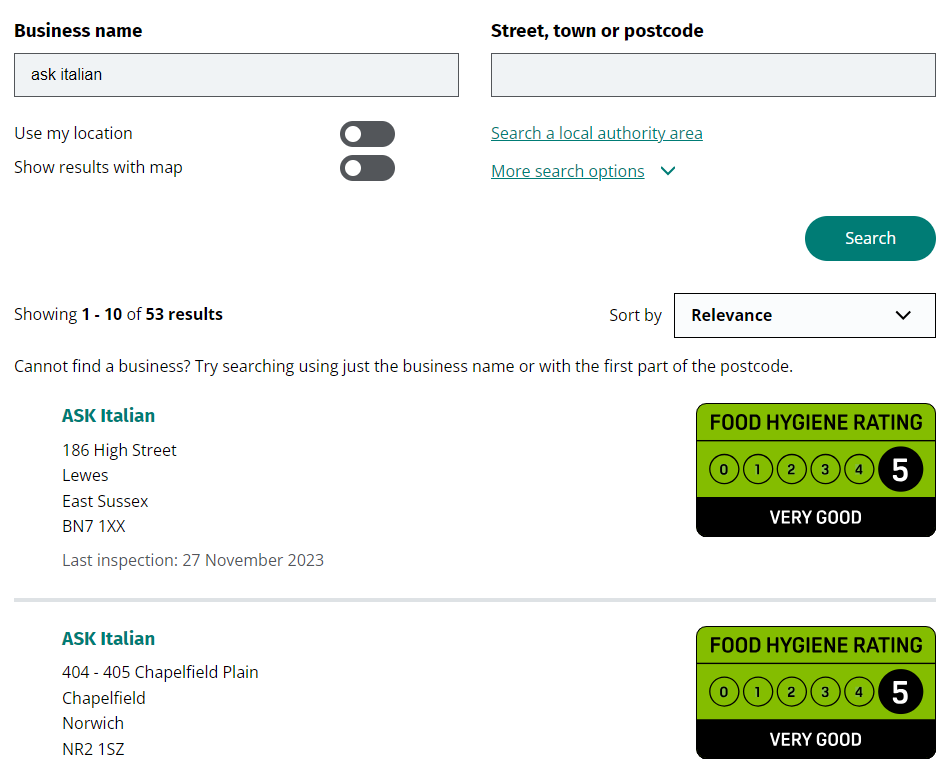 Business name
Street, town or postcode
ask italian
Use my location
Search a local authority area
Show results with map
More search options
Search
Showing 1 - 10 of 53 results
Sort by
Relevance
Cannot find a business? Try searching using just the business name or with the first part of the postcode.
ASK Italian
186 High Street
Lewes
East Sussex
BN7 1XX
Last inspection: 27 November 2023
FOOD HYGIENE RATING
0 1 2 3 4 5
VERY GOOD
ASK Italian
404 - 405 Chapelfield Plain
Chapelfield
Norwich
NR2 1SZ
FOOD HYGIENE RATING
0 1 2 3 4 5
VERY GOOD